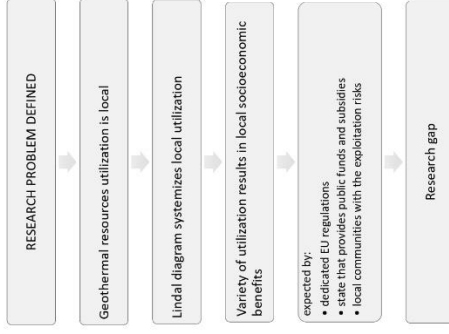 RESEARCH PROBLEM DEFINED
Geothermal resources utilization is local
Lindal diagram systemizes local utilization
Variety of utilization results in local socioeconomic
benefits
expected by:
• dedicated EU regulations
• state that provides public funds and subsidies
• local communities with the exploitation risks
Research gap